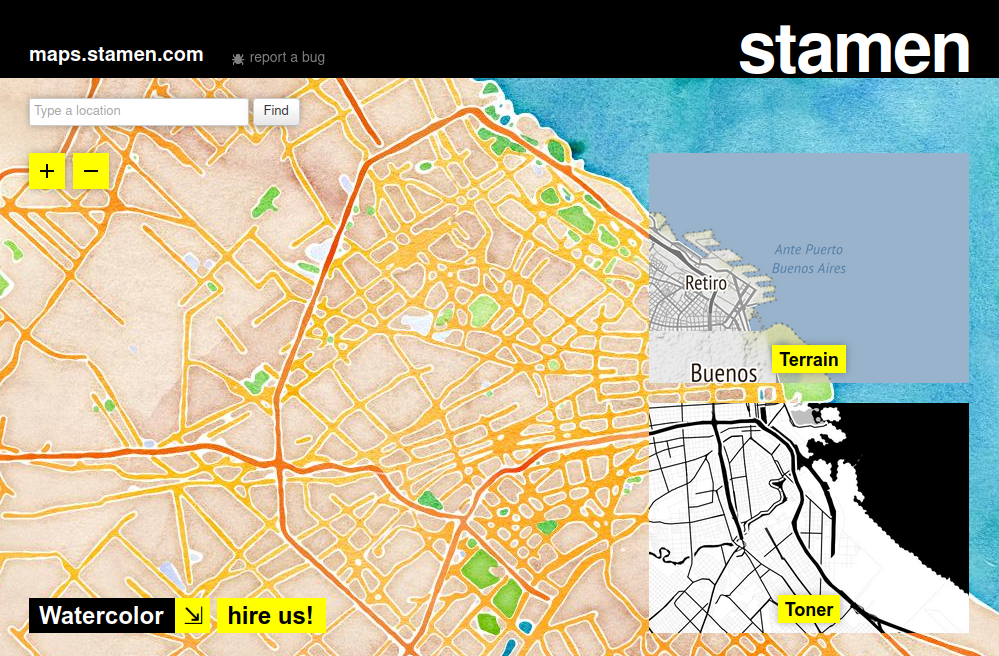 maps.stamen.com
report a bug
stamen
Type a location
Find
+
−
Ante Puerto
Buenos Aires
Retiro
Terrain
Buenos
Toner
Watercolor
hire us!